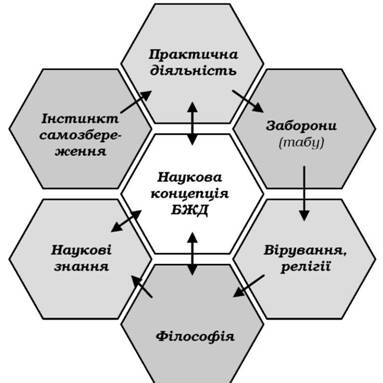 Практична
діяльність
Інстинкт
самозбере-
ження
Заборони
(табу)
Наукова
концепція
БЖД
Наукові
знання
Вірування,
релігії
Філософія